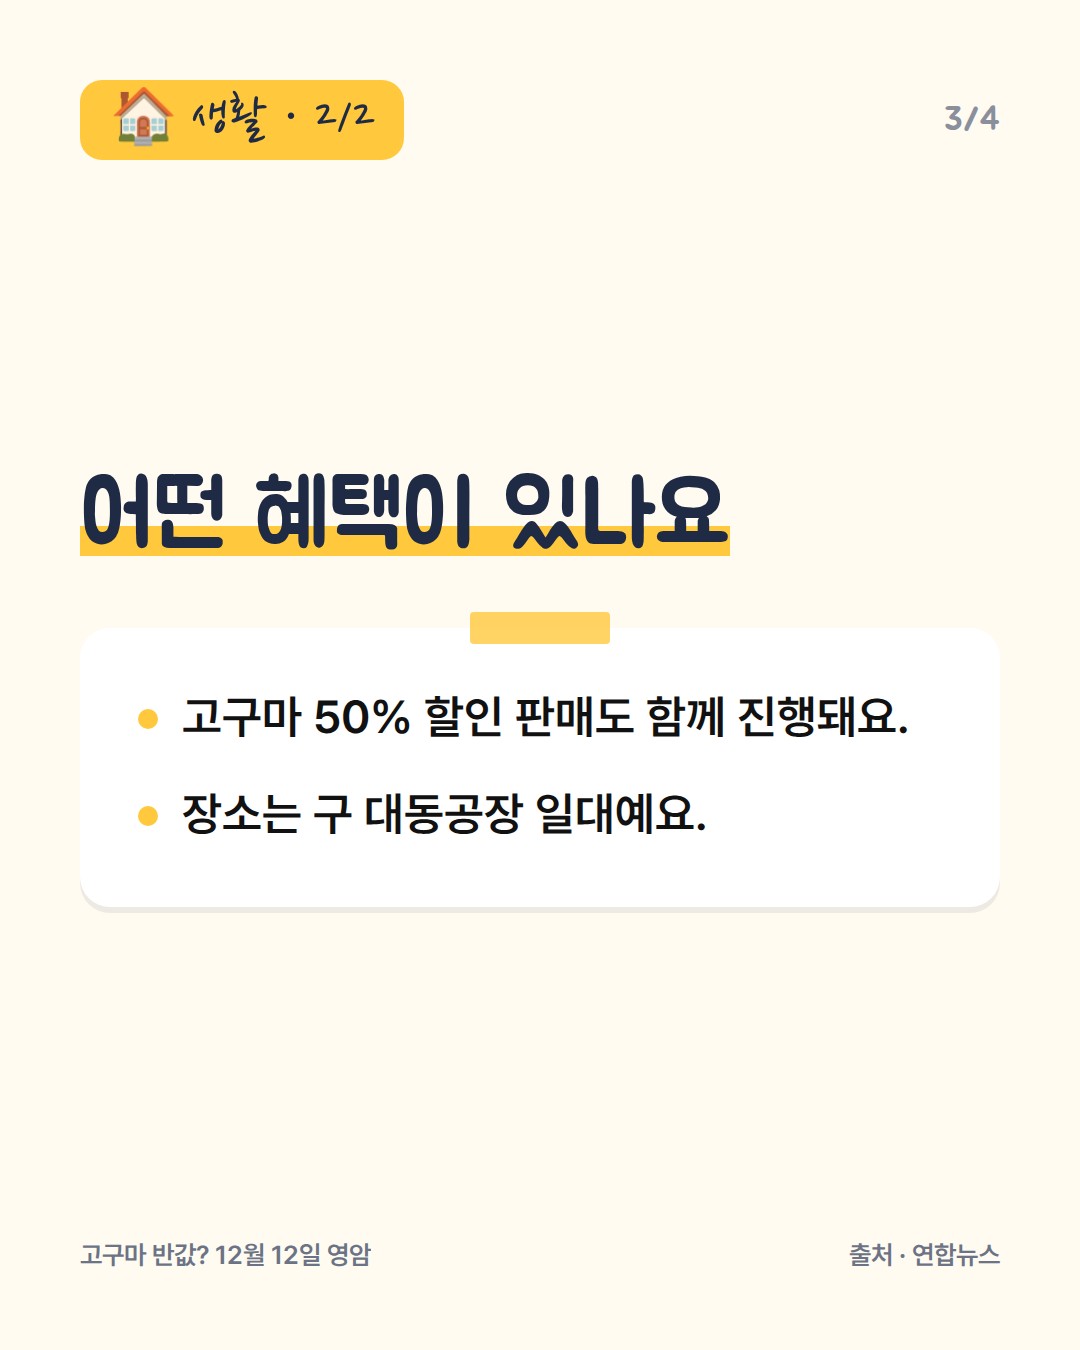 생활 · 2/2
3/4
어떤 혜택이 있나요
고구마 50% 할인 판매도 함께 진행돼요.
장소는 구 대동공장 일대예요.
고구마 반값? 12월 12일 영암
출처 · 연합뉴스